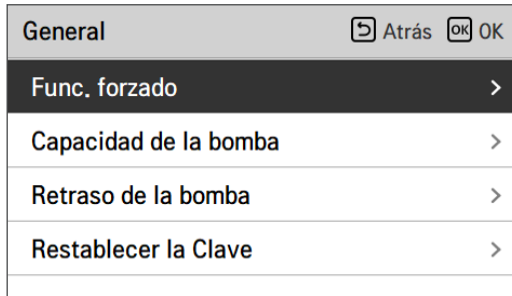 General Atrás OK OK
Func. forzado >
Capacidad de la bomba >
Retraso de la bomba >
Restablecer la Clave >